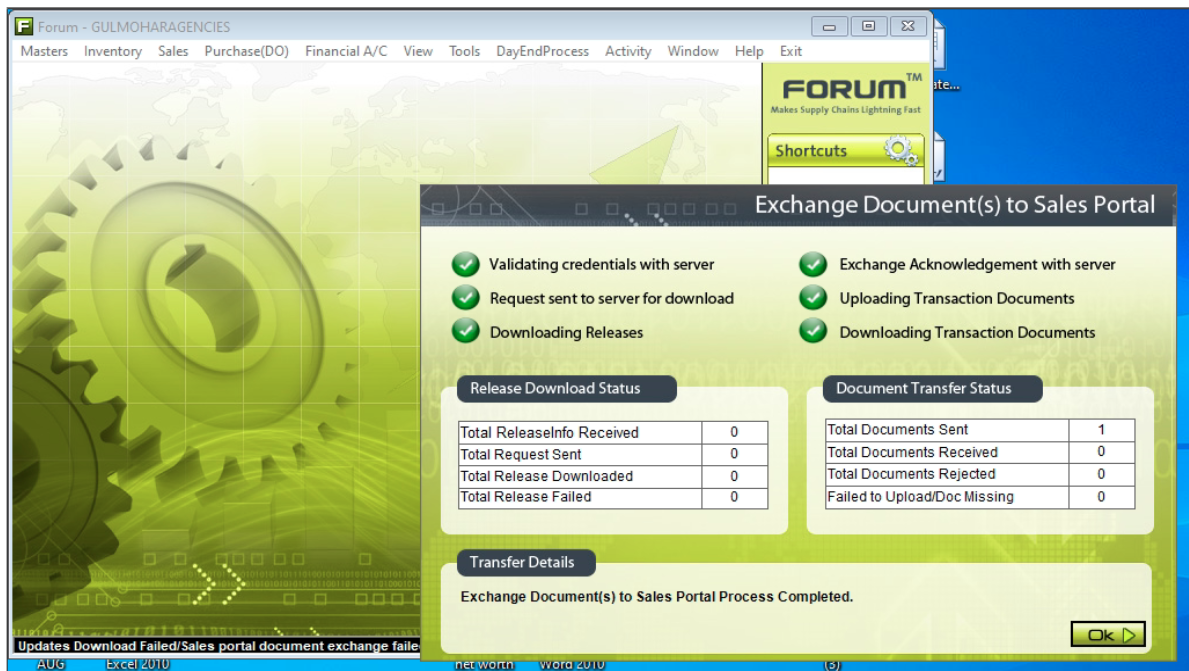 Forum - GULMOHARAGENCIES
Masters Inventory Sales Purchase(DO) Financial A/C View Tools DayEndProcess Activity Window Help Exit
FORUM TM
Makes Supply Chains Lightning Fast
Shortcuts
Exchange Document(s) to Sales Portal
Validating credentials with server
Exchange Acknowledgement with server
Request sent to server for download
Uploading Transaction Documents
Downloading Releases
Downloading Transaction Documents
Release Download Status
Total ReleaseInfo Received 0
Total Request Sent 0
Total Release Downloaded 0
Total Release Failed 0
Document Transfer Status
Total Documents Sent 1
Total Documents Received 0
Total Documents Rejected 0
Failed to Upload/Doc Missing 0
Transfer Details
Exchange Document(s) to Sales Portal Process Completed.
Ok
Updates Download Failed/Sales portal document exchange faile
AUG Excel 2010 net worth Word 2010 (3)